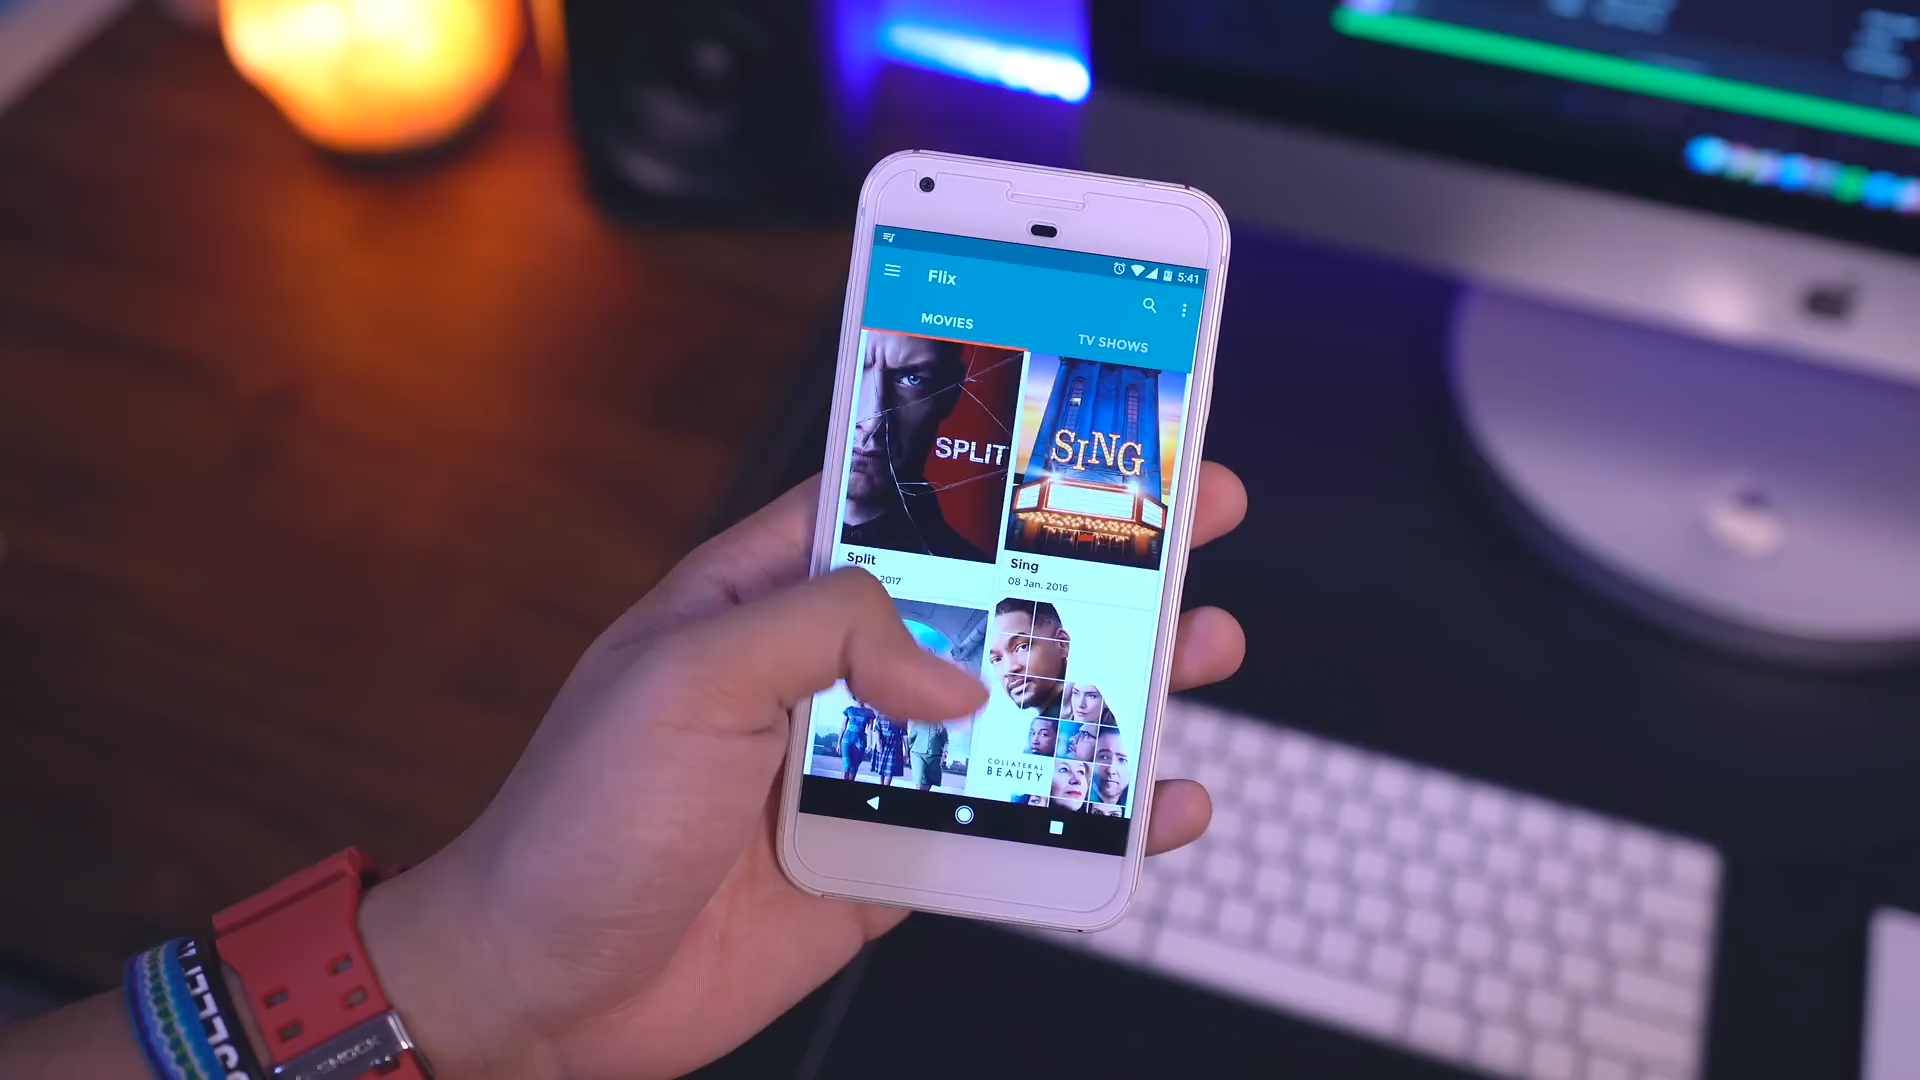 5:41
Flix
MOVIES
TV SHOWS
SPLIT
SING
Split
2017
Sing
08 Jan, 2016
COLLATERAL
BEAUTY